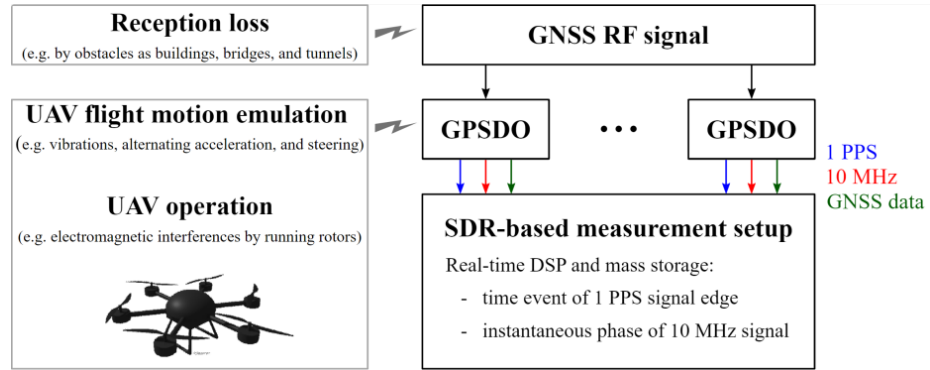 Reception loss
(e.g. by obstacles as buildings, bridges, and tunnels)
GNSS RF signal
UAV flight motion emulation
(e.g. vibrations, alternating acceleration, and steering)
GPSDO
• • •
GPSDO
1 PPS
10 MHz
GNSS data
UAV operation
(e.g. electromagnetic interferences by running rotors)
SDR-based measurement setup
Real-time DSP and mass storage:
- time event of 1 PPS signal edge
- instantaneous phase of 10 MHz signal